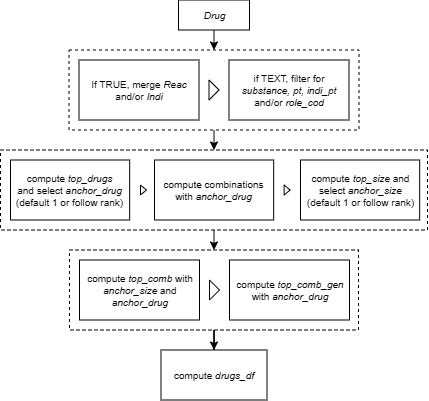 Drug
If TRUE, merge Reac
and/or Indi
if TEXT, filter for
substance, pt, indi_pt
and/or role_cod
compute top_drugs
and select anchor_drug
(default 1 or follow rank)
compute combinations
with anchor_drug
compute top_size and
select anchor_size
(default 1 or follow rank)
compute top_comb with
anchor_size and
anchor_drug
compute top_comb_gen
with anchor_drug
compute drugs_df